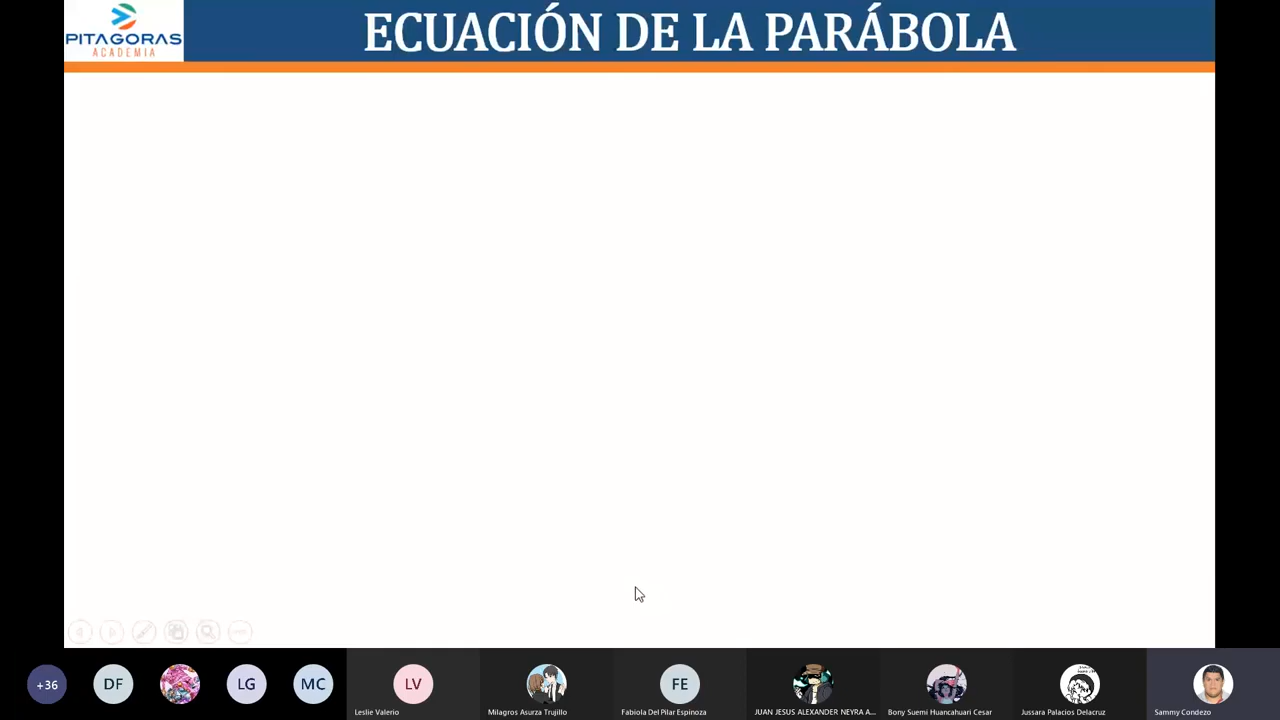 PITAGORAS
ACADEMIA
ECUACIÓN DE LA PARÁBOLA
+36
DF
LG
MC
LV
FE
Leslie Valerio
Milagros Asurza Trujillo
Fabiola Del Pilar Espinoza
JUAN JESUS ALEXANDER NEYRA A...
Bony Suemi Huancahuari Cesar
Jussara Palacios Delacruz
Sammy Condezo